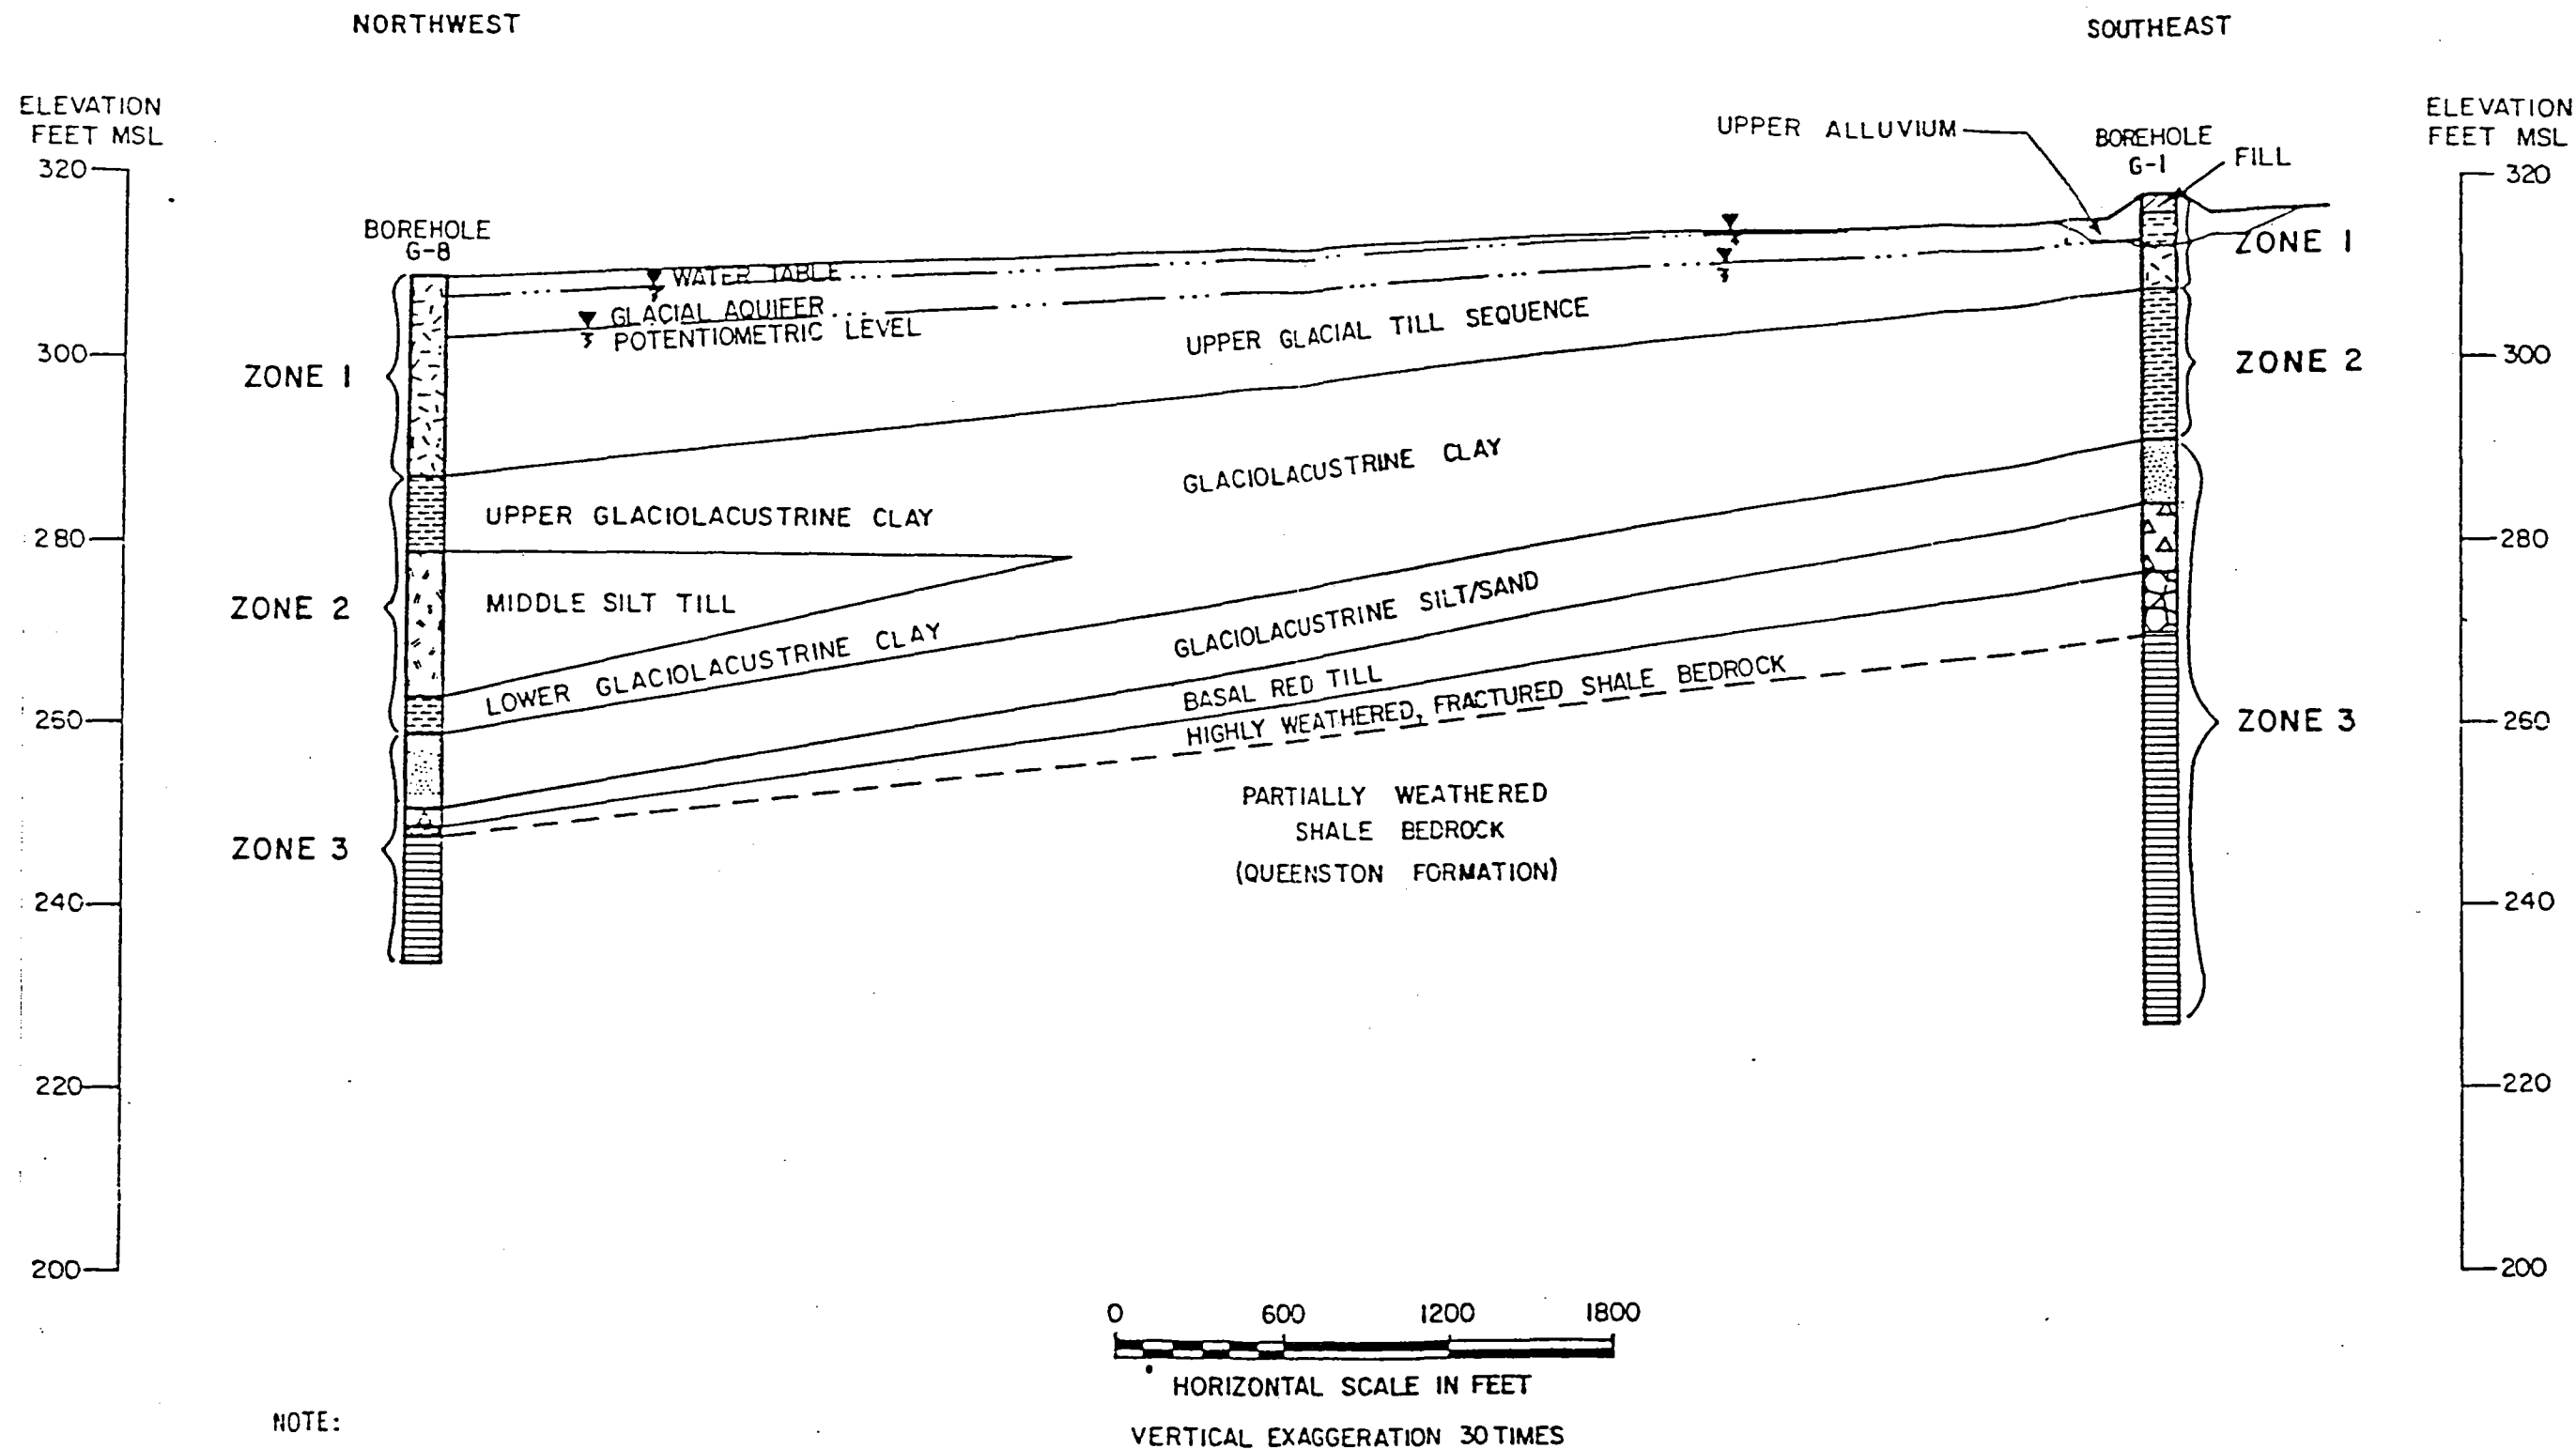 NORTHWEST
SOUTHEAST
ELEVATION
FEET MSL
ELEVATION
FEET MSL
UPPER ALLUVIUM
BOREHOLE
G-1
FILL
320
320
BOREHOLE
G-8
ZONE 1
WATER TABLE
GLACIAL AQUIFER
POTENTIOMETRIC LEVEL
UPPER GLACIAL TILL SEQUENCE
300
300
ZONE 1
ZONE 2
GLACIOLACUSTRINE CLAY
UPPER GLACIOLACUSTRINE CLAY
280
280
ZONE 2
MIDDLE SILT TILL
GLACIOLACUSTRINE SILT/SAND
LOWER GLACIOLACUSTRINE CLAY
BASAL RED TILL
HIGHLY WEATHERED, FRACTURED SHALE BEDROCK
260
260
ZONE 3
PARTIALLY WEATHERED
SHALE BEDROCK
(QUEENSTON FORMATION)
ZONE 3
240
240
220
220
200
200
0 600 1200 1800
HORIZONTAL SCALE IN FEET
NOTE:
VERTICAL EXAGGERATION 30 TIMES